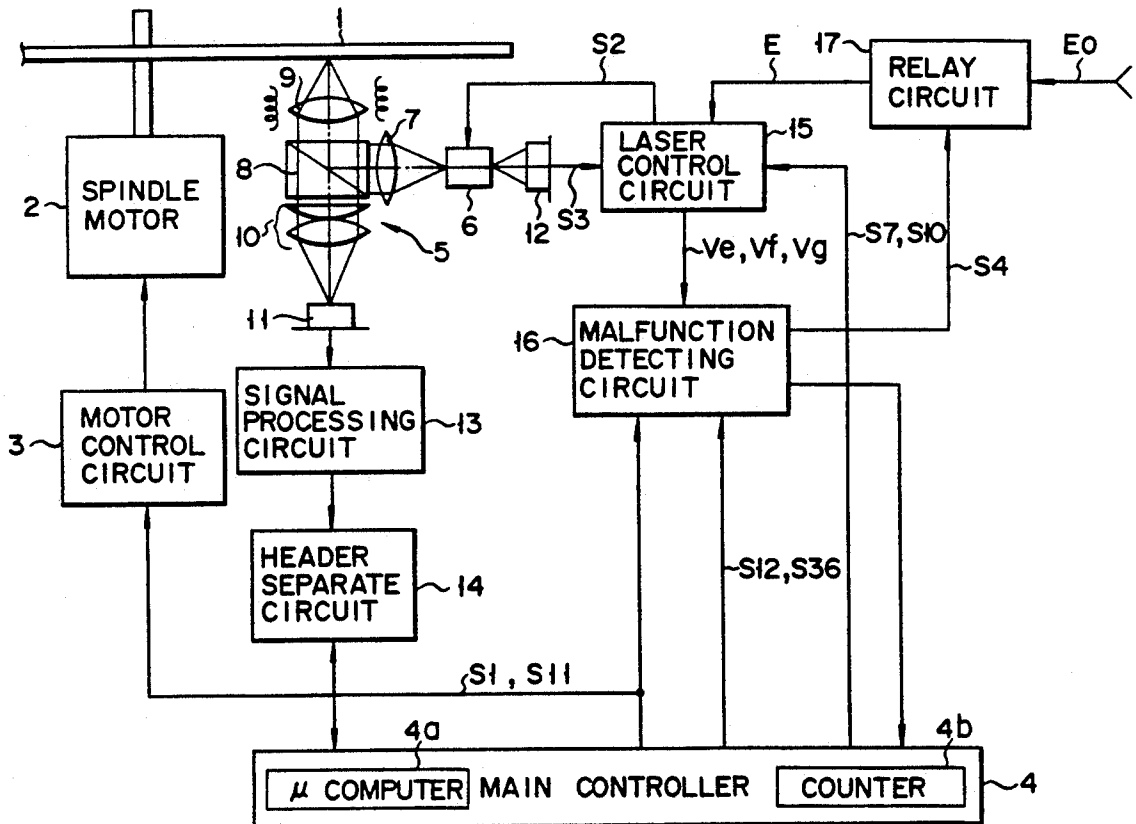 1
S2
E
17
RELAY
CIRCUIT
EO
9
7
LASER
CONTROL
CIRCUIT
15
8
6
12
S3
2
SPINDLE
MOTOR
10
5
Ve, Vf, Vg
S7, S10
S4
11
16
MALFUNCTION
DETECTING
CIRCUIT
3
MOTOR
CONTROL
CIRCUIT
SIGNAL
PROCESSING
CIRCUIT
13
HEADER
SEPARATE
CIRCUIT
14
S12, S36
S1, S11
4a
4b
μ COMPUTER
MAIN CONTROLLER
COUNTER
4